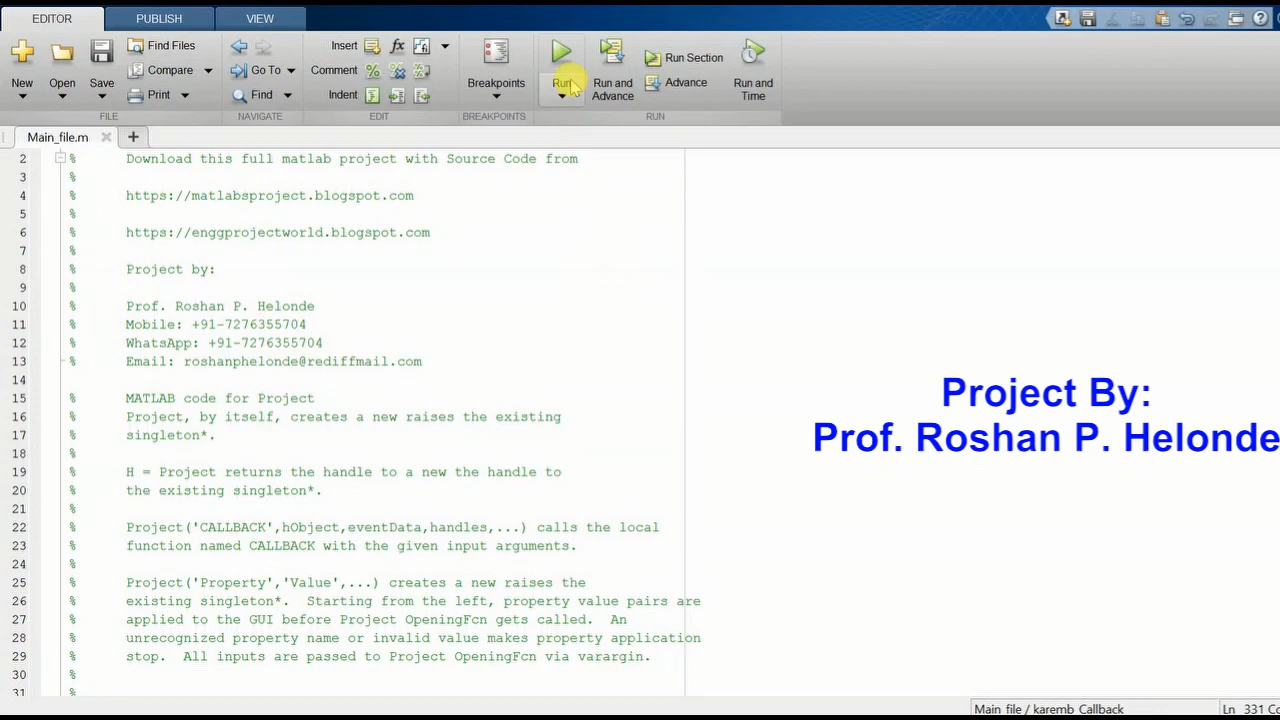 EDITOR PUBLISH VIEW
New Open Save
Find Files
Compare
Print
FILE
Go To
Find
NAVIGATE
Insert fx
Comment % %
Indent
EDIT
Breakpoints
BREAKPOINTS
Run
Run and Advance
Run Section
Advance
Run and Time
RUN
Main_file.m
2 % Download this full matlab project with Source Code from
3 %
4 % https://matlabsproject.blogspot.com
5 %
6 % https://enggprojectworld.blogspot.com
7 %
8 % Project by:
9 %
10 % Prof. Roshan P. Helonde
11 % Mobile: +91-7276355704
12 % WhatsApp: +91-7276355704
13 % Email: roshanphelonde@rediffmail.com
14
15 % MATLAB code for Project
16 % Project, by itself, creates a new raises the existing
17 % singleton*.
18 %
19 % H = Project returns the handle to a new the handle to
20 % the existing singleton*.
21 %
22 % Project('CALLBACK',hObject,eventData,handles,...) calls the local
23 % function named CALLBACK with the given input arguments.
24 %
25 % Project('Property','Value',...) creates a new raises the
26 % existing singleton*.  Starting from the left, property value pairs are
27 % applied to the GUI before Project OpeningFcn gets called.  An
28 % unrecognized property name or invalid value makes property application
29 % stop.  All inputs are passed to Project OpeningFcn via varargin.
30 %
31 %
Project By:
Prof. Roshan P. Helonde
Main file / karemb Callback
Ln 331 Co